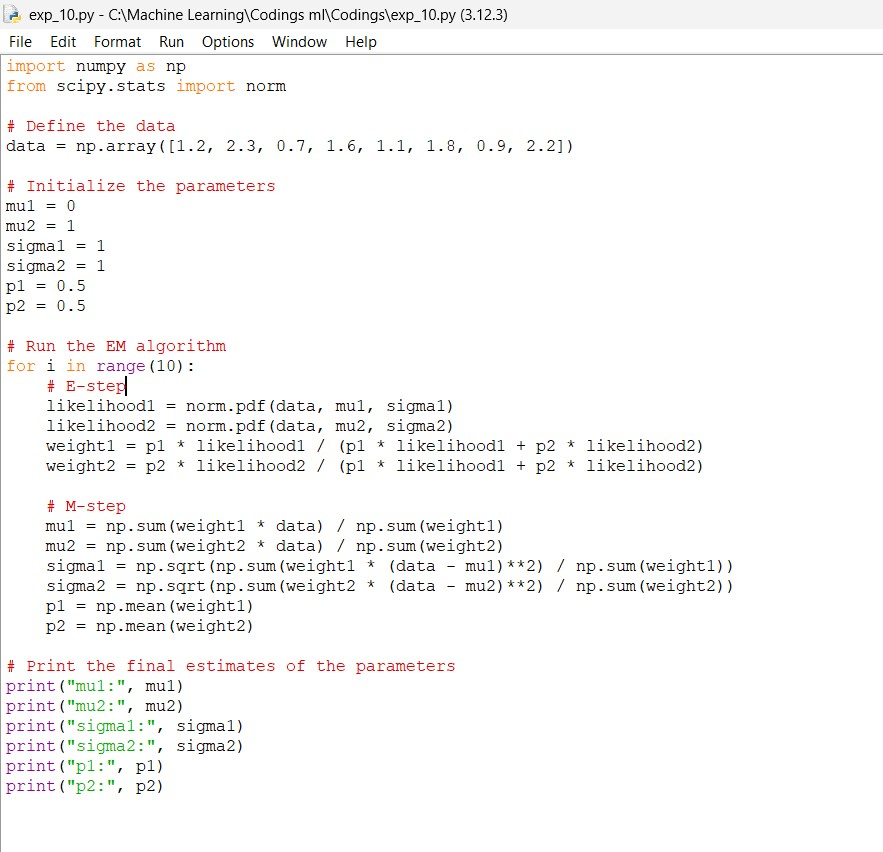 exp_10.py - C:\Machine Learning\Codings ml\Codings\exp_10.py (3.12.3)
File Edit Format Run Options Window Help
import numpy as np
from scipy.stats import norm

# Define the data
data = np.array([1.2, 2.3, 0.7, 1.6, 1.1, 1.8, 0.9, 2.2])

# Initialize the parameters
mu1 = 0
mu2 = 1
sigma1 = 1
sigma2 = 1
p1 = 0.5
p2 = 0.5

# Run the EM algorithm
for i in range(10):
    # E-step
    likelihood1 = norm.pdf(data, mu1, sigma1)
    likelihood2 = norm.pdf(data, mu2, sigma2)
    weight1 = p1 * likelihood1 / (p1 * likelihood1 + p2 * likelihood2)
    weight2 = p2 * likelihood2 / (p1 * likelihood1 + p2 * likelihood2)

    # M-step
    mu1 = np.sum(weight1 * data) / np.sum(weight1)
    mu2 = np.sum(weight2 * data) / np.sum(weight2)
    sigma1 = np.sqrt(np.sum(weight1 * (data - mu1)**2) / np.sum(weight1))
    sigma2 = np.sqrt(np.sum(weight2 * (data - mu2)**2) / np.sum(weight2))
    p1 = np.mean(weight1)
    p2 = np.mean(weight2)

# Print the final estimates of the parameters
print("mu1:", mu1)
print("mu2:", mu2)
print("sigma1:", sigma1)
print("sigma2:", sigma2)
print("p1:", p1)
print("p2:", p2)